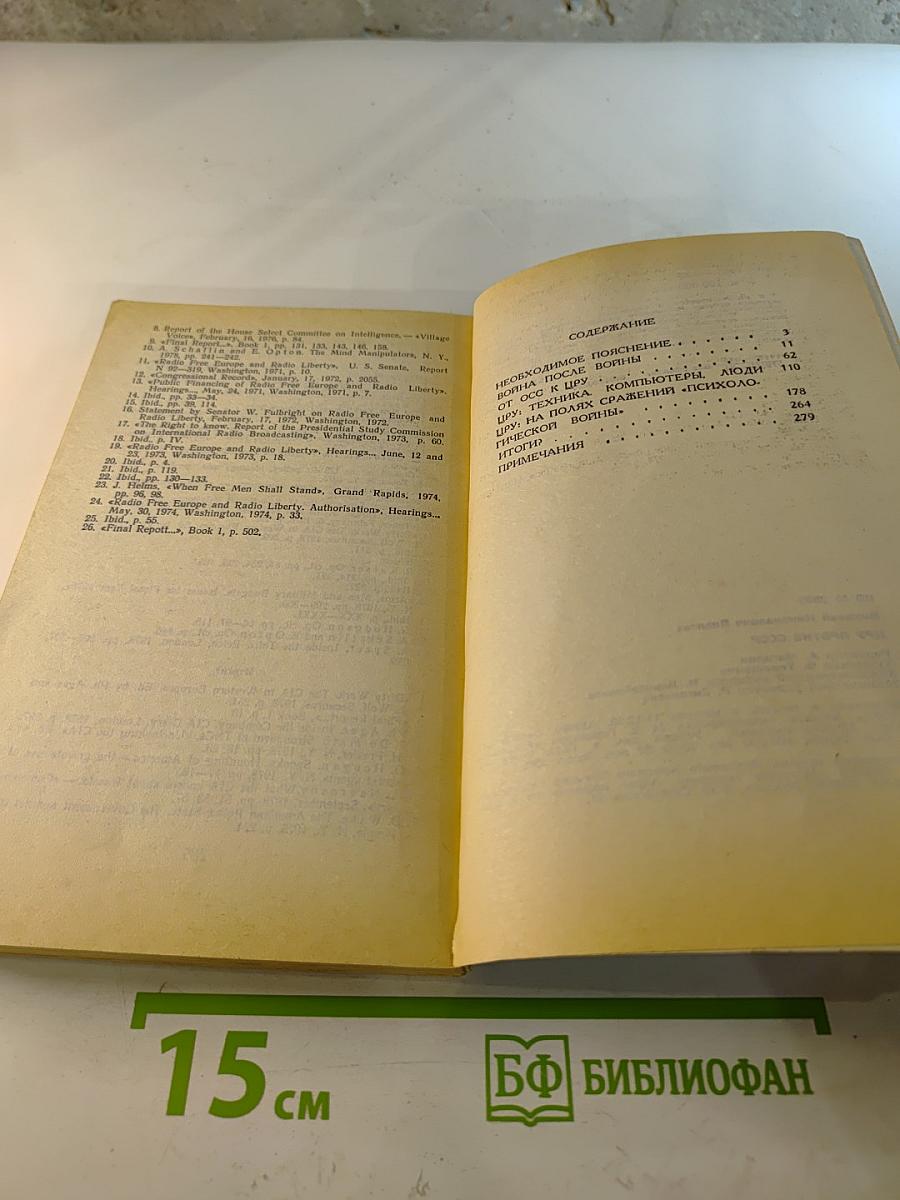 8. Report of the House Select Committee on Intelligence, — «Village
Voice», February, 16, 1976, p. 84.
9. «Final Report...», Book 1, pp. 131, 133, 143, 146, 158.
10. A. Scheflin and E. Opton. The Mind Manipulators, N. Y.,
1978, pp. 241—242.
11. «Radio Free Europe and Radio Liberty», U. S. Senate, Report
N 92—319, Washington, 1971, p. 10.
12. «Congressional Records, January, 17, 1972, p. 2055.
13. «Public Financing of Radio Free Europe and Radio Liberty».
Hearings..., May, 24, 1971, Washington, 1971, p. 7.
14. Ibid., pp. 33—34.
15. Ibid., pp. 39, 114.
16. Statement by Senator W. Fulbright on Radio Free Europe and
Radio Liberty, February, 17, 1972, Washington, 1972.
17. «The Right to know. Report of the Presidential Study Commission
on International Radio Broadcasting». Washington, 1973, p. 60.
18. Ibid., p. IV.
19. «Radio Free Europe and Radio Liberty», Hearings... June, 12 and
23, 1973, Washington, 1973, p. 18.
20. Ibid., p. 4.
21. Ibid., p. 119.
22. Ibid., pp. 130—133.
23. J. Helms, «When Free Men Shall Stand», Grand Rapids, 1974,
pp. 96, 98.
24. «Radio Free Europe and Radio Liberty. Authorisation», Hearings...
May, 30, 1974, Washington, 1974, p. 33.
25. Ibid., p. 55.
26. «Final Repott...», Book 1, p. 502.
СОДЕРЖАНИЕ
НЕОБХОДИМОЕ ПОЯСНЕНИЕ . . . . . . 3
ВОЙНА ПОСЛЕ ВОЙНЫ . . . . . . . 11
ОТ ОСС К ЦРУ . . . . . . . . . 62
ЦРУ: ТЕХНИКА, КОМПЬЮТЕРЫ, ЛЮДИ 110
ЦРУ: НА ПОЛЯХ СРАЖЕНИЙ «ПСИХОЛО-
ГИЧЕСКОЙ ВОЙНЫ» . . . . . . . 178
ИТОГИ? . . . . . . . . . . . 264
ПРИМЕЧАНИЯ . . . . . . . . . 279
15 см
БФ БИБЛИОФАН